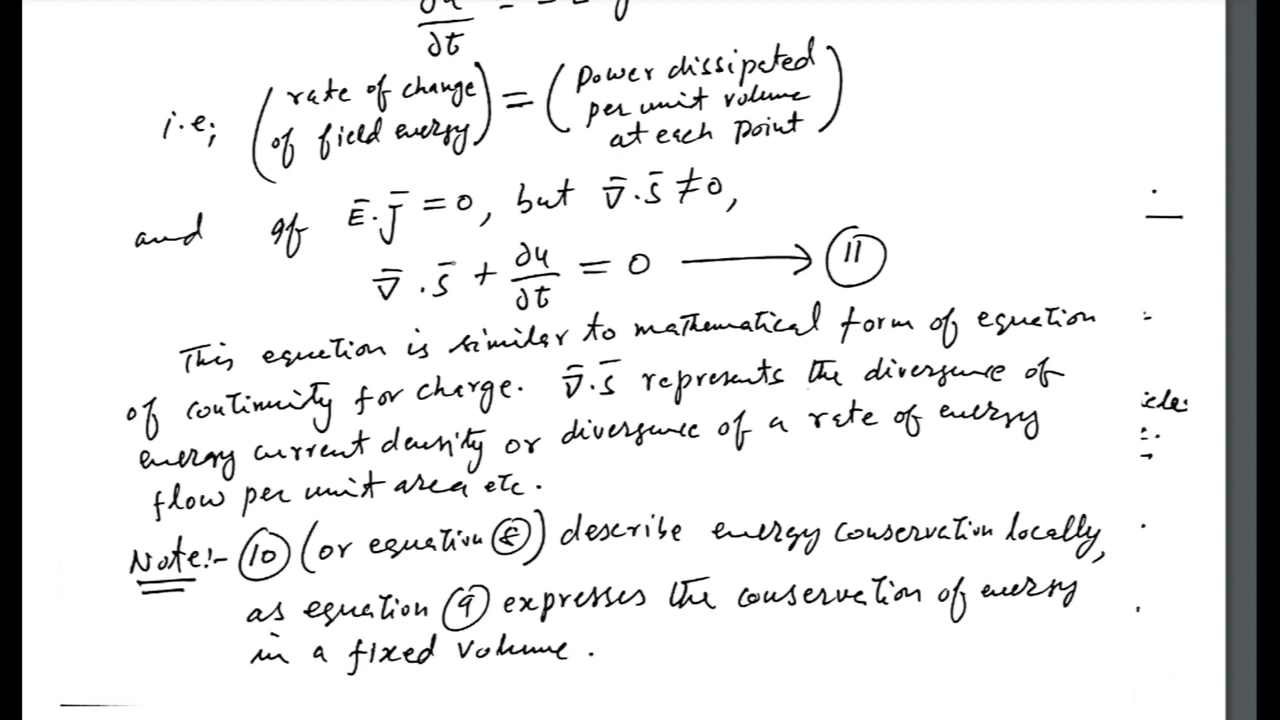 ∂u/∂t = -E̅.J̅
i.e; (rate of change of field energy) = (Power dissipated per unit volume at each point)
and If E̅.J̅ = 0, but ∇̅.S̅ ≠ 0,
∇̅.S̅ + ∂u/∂t = 0 ⟶ (11)
This equation is similar to mathematical form of equation
of continuity for charge. ∇̅.S̅ represents the divergence of
energy current density or divergence of a rate of energy
flow per unit area etc.
Note:- (10) (or equation) describe energy conservation locally,
as equation (9) expresses the conservation of energy
in a fixed volume.